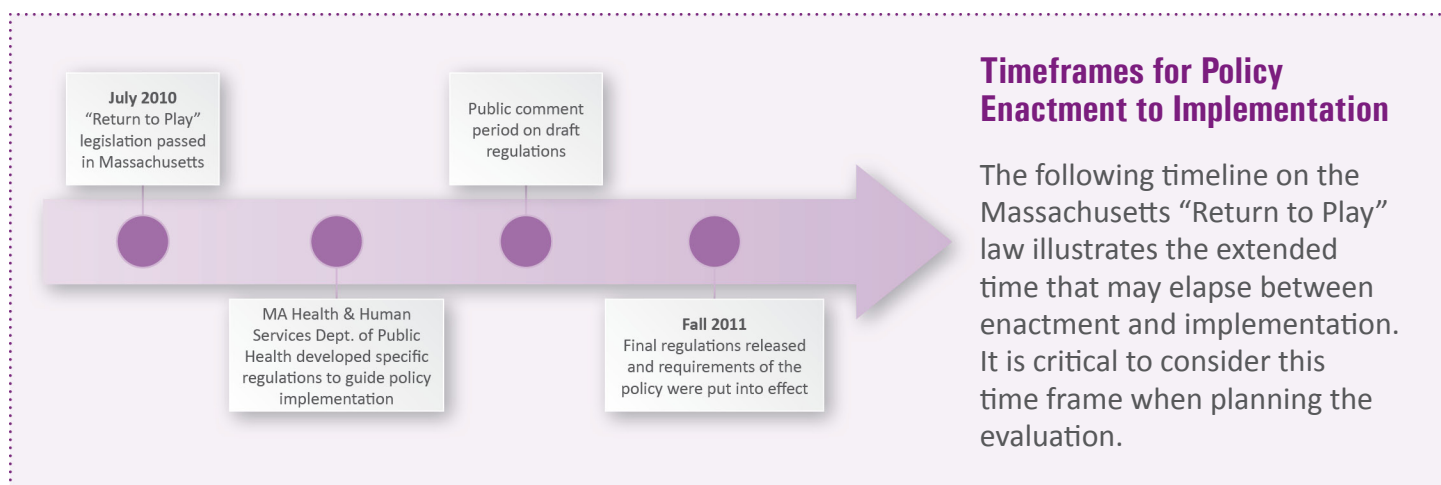 July 2010
“Return to Play”
legislation passed
in Massachusetts
MA Health & Human
Services Dept. of Public
Health developed specific
regulations to guide policy
implementation
Public comment
period on draft
regulations
Fall 2011
Final regulations released
and requirements of the
policy were put into effect
Timeframes for Policy
Enactment to Implementation
The following timeline on the
Massachusetts “Return to Play”
law illustrates the extended
time that may elapse between
enactment and implementation.
It is critical to consider this
time frame when planning the
evaluation.